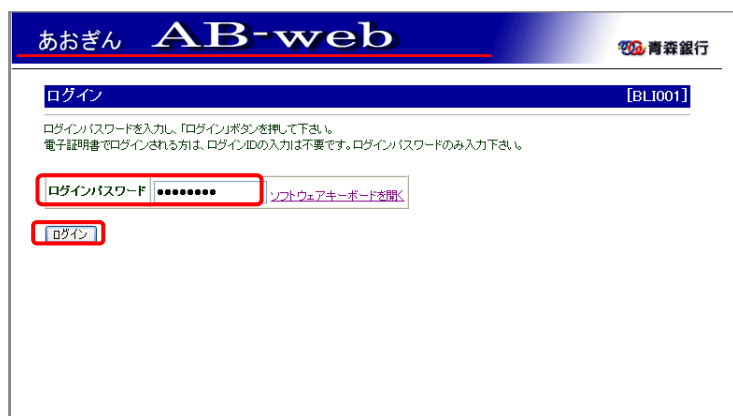 あおぎん AB-web 青森銀行
ログイン [BLI001]
ログインパスワードを入力し、「ログイン」ボタンを押して下さい。
電子証明書でログインされる方は、ログインIDの入力は不要です。ログインパスワードのみ入力下さい。
ログインパスワード ●●●●●●●● ソフトウェアキーボードを開く
ログイン